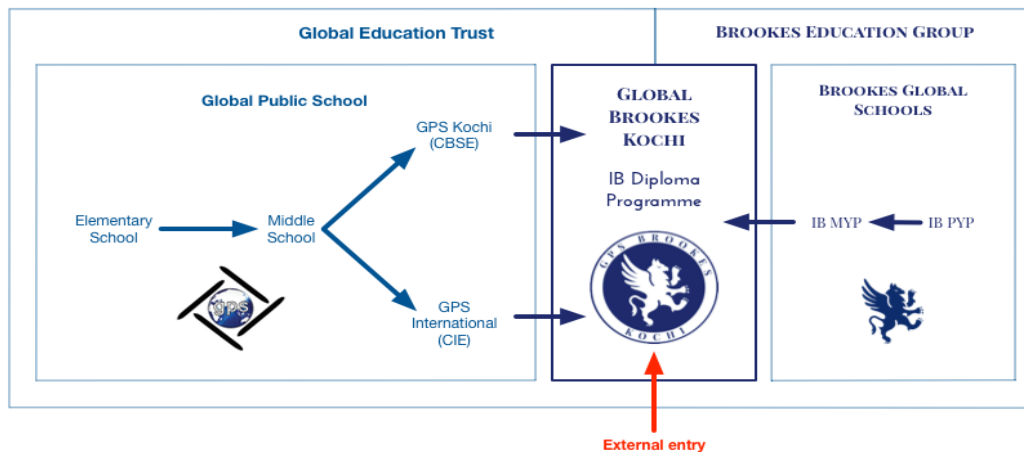 Global Education Trust
BROOKES EDUCATION GROUP
Global Public School
Elementary
School
Middle
School
GPS Kochi
(CBSE)
GPS
International
(CIE)
gps
GLOBAL
BROOKES
KOCHI
IB Diploma
Programme
GPS BROOKES
KOCHI
BROOKES GLOBAL
SCHOOLS
IB MYP
IB PYP
External entry